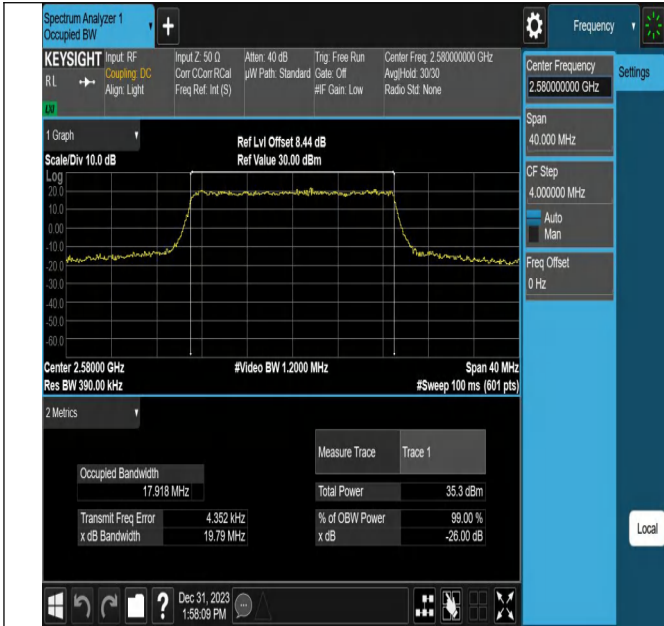 Spectrum Analyzer 1
Occupied BW
Frequency
KEYSIGHT
RL
LXI
Input: RF
Coupling: DC
Align: Light
Input Z: 50 Ω
Corr CCorr RCal
Freq Ref: Int (S)
Atten: 40 dB
µW Path: Standard
Trig: Free Run
Gate: Off
#IF Gain: Low
Center Freq: 2.580000000 GHz
Avg|Hold: 30/30
Radio Std: None
Center Frequency
2.580000000 GHz
Settings
Span
40.000 MHz
CF Step
4.000000 MHz
Auto
Man
Freq Offset
0 Hz
1 Graph
Scale/Div 10.0 dB
Ref Lvl Offset 8.44 dB
Ref Value 30.00 dBm
Log
20.0
10.0
0.00
-10.0
-20.0
-30.0
-40.0
-50.0
-60.0
Center 2.58000 GHz
#Video BW 1.2000 MHz
Span 40 MHz
Res BW 390.00 kHz
#Sweep 100 ms (601 pts)
2 Metrics
Measure Trace
Trace 1
Occupied Bandwidth
17.918 MHz
Total Power
35.3 dBm
Transmit Freq Error
4.352 kHz
% of OBW Power
99.00 %
x dB Bandwidth
19.79 MHz
x dB
-26.00 dB
Local
?
Dec 31, 2023
1:58:09 PM